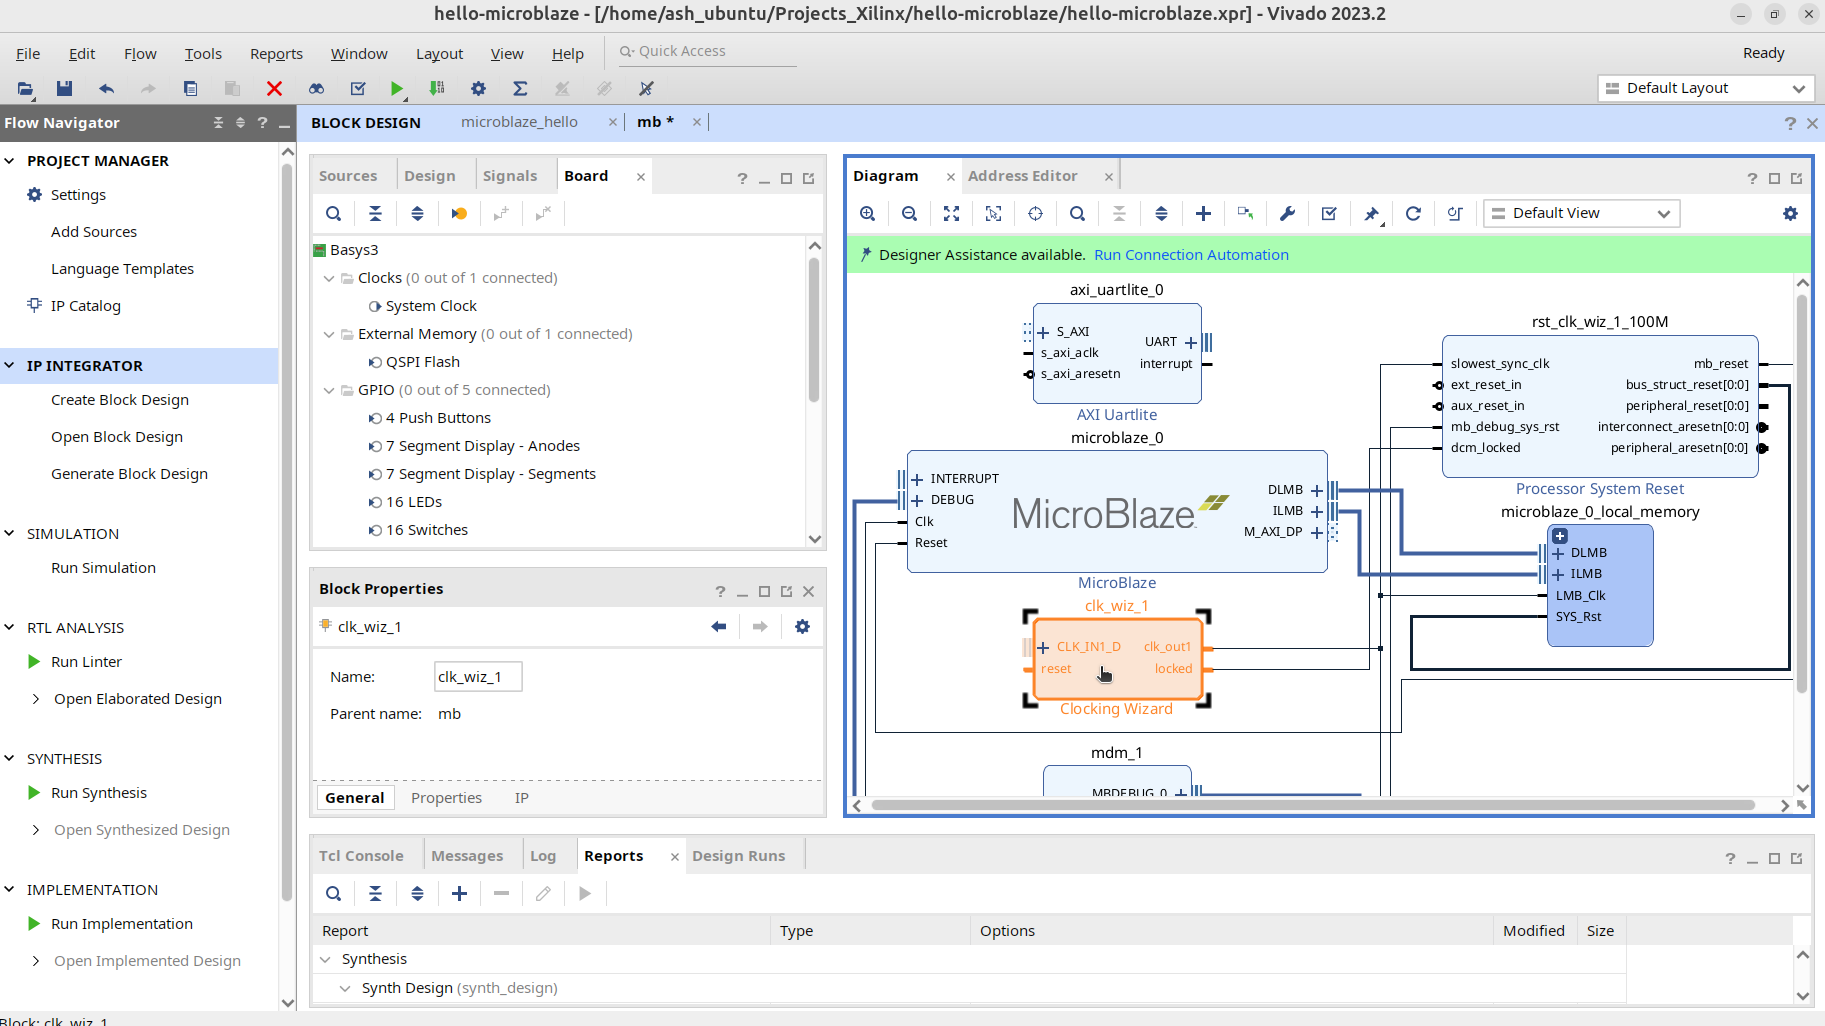 hello-microblaze - [/home/ash_ubuntu/Projects_Xilinx/hello-microblaze/hello-microblaze.xpr] - Vivado 2023.2
File Edit Flow Tools Reports Window Layout View Help Quick Access Ready
Default Layout
Flow Navigator
PROJECT MANAGER
Settings
Add Sources
Language Templates
IP Catalog
IP INTEGRATOR
Create Block Design
Open Block Design
Generate Block Design
SIMULATION
Run Simulation
RTL ANALYSIS
Run Linter
Open Elaborated Design
SYNTHESIS
Run Synthesis
Open Synthesized Design
IMPLEMENTATION
Run Implementation
Open Implemented Design
BLOCK DESIGN microblaze_hello mb *
Sources Design Signals Board
Basys3
Clocks (0 out of 1 connected)
System Clock
External Memory (0 out of 1 connected)
QSPI Flash
GPIO (0 out of 5 connected)
4 Push Buttons
7 Segment Display - Anodes
7 Segment Display - Segments
16 LEDs
16 Switches
Block Properties
clk_wiz_1
Name: clk_wiz_1
Parent name: mb
General Properties IP
Diagram Address Editor
Default View
Designer Assistance available. Run Connection Automation
axi_uartlite_0
S_AXI
s_axi_aclk
s_axi_aresetn
UART
interrupt
AXI Uartlite
microblaze_0
INTERRUPT
DEBUG
Clk
Reset
MicroBlaze
DLMB
ILMB
M_AXI_DP
MicroBlaze
clk_wiz_1
CLK_IN1_D clk_out1
reset locked
Clocking Wizard
mdm_1
MBDEBUG_0
rst_clk_wiz_1_100M
slowest_sync_clk mb_reset
ext_reset_in bus_struct_reset[0:0]
aux_reset_in peripheral_reset[0:0]
mb_debug_sys_rst interconnect_aresetn[0:0]
dcm_locked peripheral_aresetn[0:0]
Processor System Reset
microblaze_0_local_memory
DLMB
ILMB
LMB_Clk
SYS_Rst
Tcl Console Messages Log Reports Design Runs
Report Type Options Modified Size
Synthesis
Synth Design (synth_design)
Block: clk_wiz_1